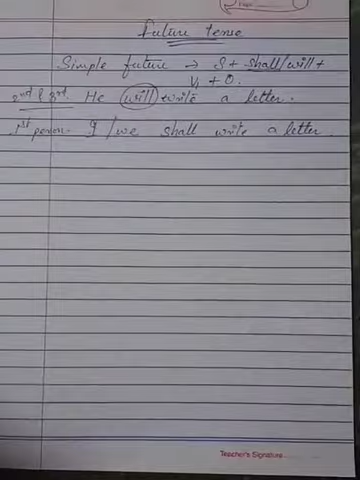 Future tense
Simple future → S + shall/will +
V1 + O.
2nd & 3rd. He will write a letter.
1st person - I/we shall write a letter.
Teacher's Signature